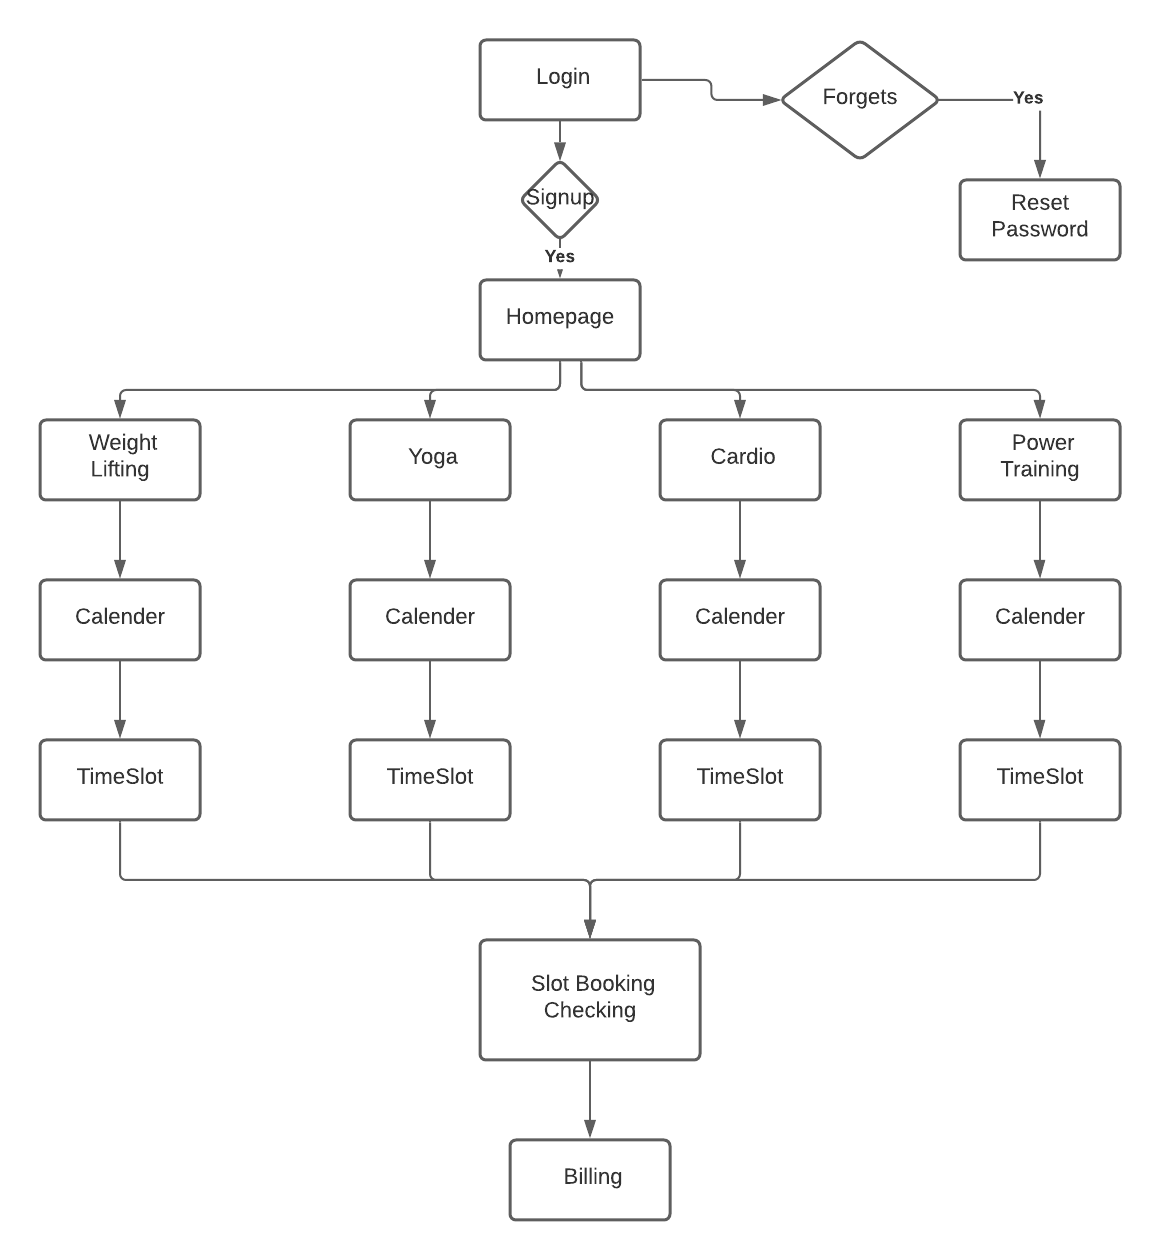 Login
Forgets
Yes
Signup
Reset
Password
Yes
Homepage
Weight
Lifting
Yoga
Cardio
Power
Training
Calender
Calender
Calender
Calender
TimeSlot
TimeSlot
TimeSlot
TimeSlot
Slot Booking
Checking
Billing